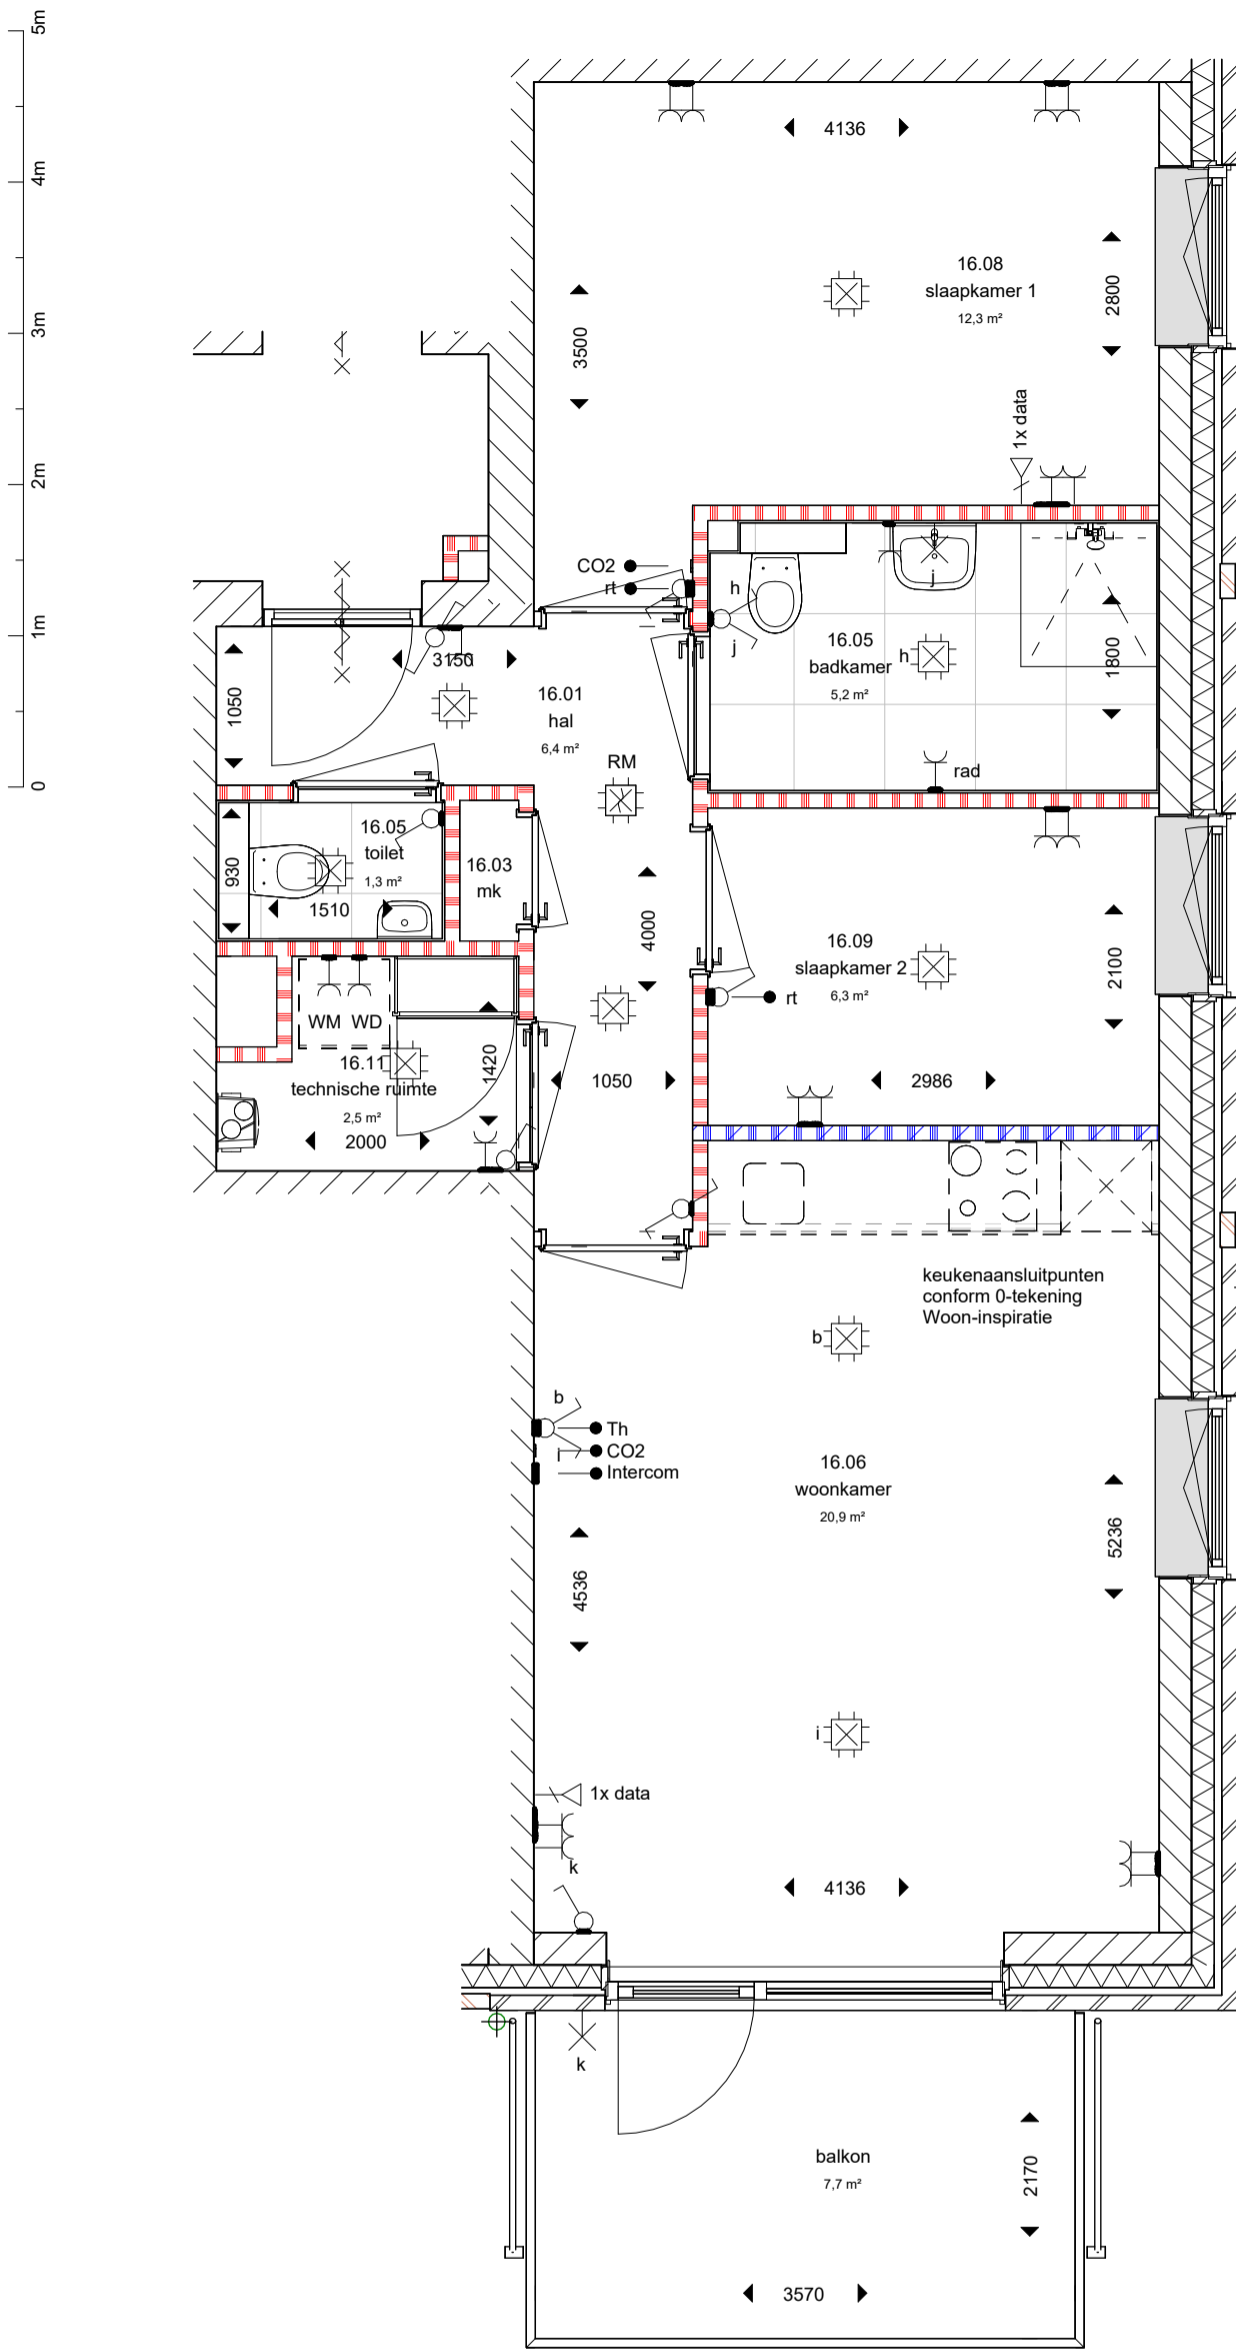 5m
4m
3m
2m
1m
0
4136
16.08
slaapkamer 1
12,3 m²
2800
3500
1x data
CO2
rt
h
j
j
16.05
badkamer
5,2 m²
h
1800
rad
3150
1050
16.01
hal
6,4 m²
RM
16.05
toilet
1,3 m²
930
1510
16.03
mk
4000
16.09
slaapkamer 2
6,3 m²
2100
rt
2986
WM WD
16.11
technische ruimte
2,5 m²
2000
1420
1050
keukenaansluitpunten
conform 0-tekening
Woon-inspiratie
b
b
Th
i
CO2
Intercom
16.06
woonkamer
20,9 m²
5236
4536
i
1x data
k
4136
k
balkon
7,7 m²
2170
3570